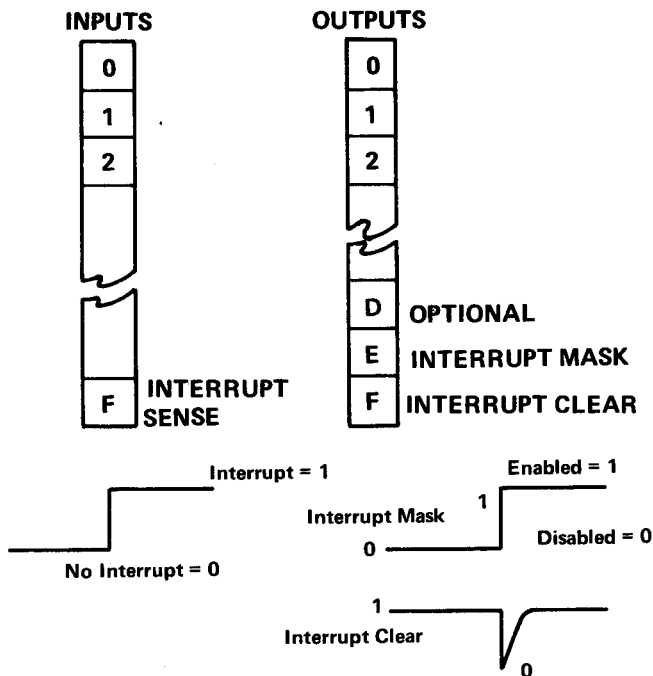 INPUTS
0
1
2
F
INTERRUPT
SENSE
OUTPUTS
0
1
2
D
OPTIONAL
E
INTERRUPT MASK
F
INTERRUPT CLEAR
Interrupt = 1
No Interrupt = 0
Enabled = 1
1
Interrupt Mask
Disabled = 0
0
1
Interrupt Clear
0